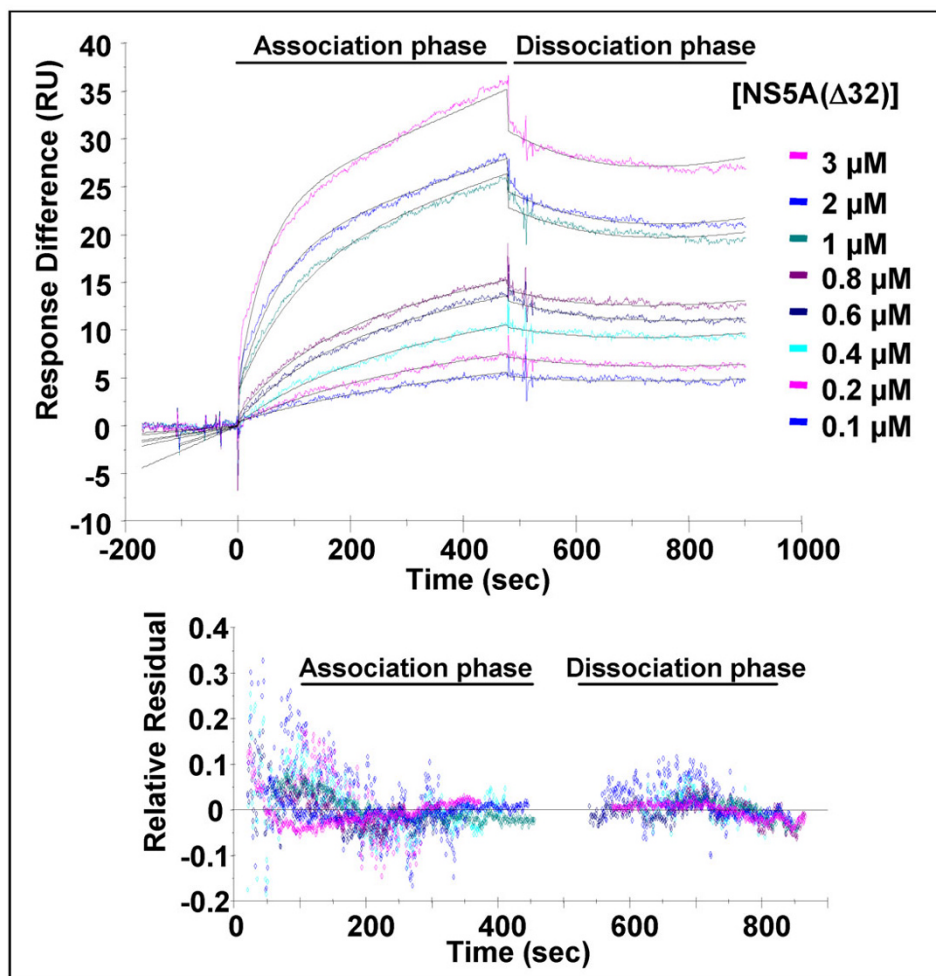 Association phase Dissociation phase
[NS5A(Δ32)]
Response Difference (RU)
40
35
30
25
20
15
10
5
0
-5
-10
3 µM
2 µM
1 µM
0.8 µM
0.6 µM
0.4 µM
0.2 µM
0.1 µM
-200 0 200 400 600 800 1000
Time (sec)
Relative Residual
0.4
0.3
0.2
0.1
0
-0.1
-0.2
Association phase Dissociation phase
0 200 400 600 800
Time (sec)